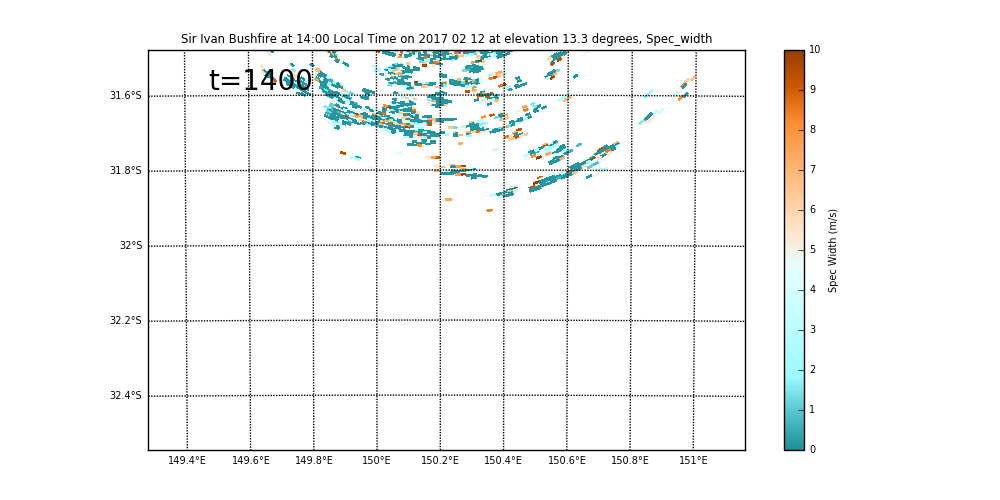 Sir Ivan Bushfire at 14:00 Local Time on 2017 02 12 at elevation 13.3 degrees, Spec_width
t=1400
31.6°S
31.8°S
32°S
32.2°S
32.4°S
149.4°E 149.6°E 149.8°E 150°E 150.2°E 150.4°E 150.6°E 150.8°E 151°E
10
9
8
7
6
5
4
3
2
1
0
Spec Width (m/s)